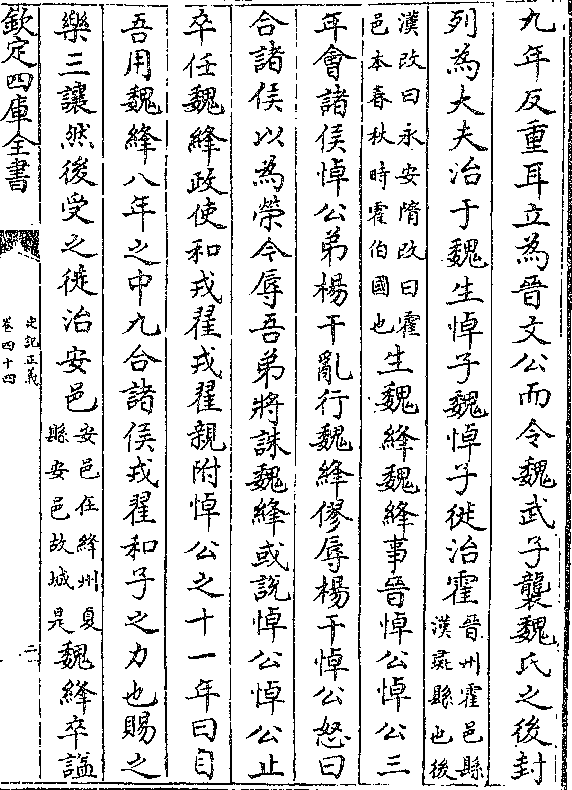 九年反重耳立為晉文公而令魏武子襲魏氏之後封
列為大夫治于魏生悼子魏悼子徙治霍晉州霍邑縣漢彘縣也後
漢改曰永安隋改曰霍邑本春秋時霍伯國也生魏絳魏絳事晉悼公悼公三
年會諸侯悼公弟楊干亂行魏絳僇辱楊干悼公怒曰
合諸侯以為榮今辱吾弟將誅魏絳或說悼公悼公止
卒任魏絳政使和戎翟戎翟親附悼公之十一年曰自
吾用魏絳八年之中九合諸侯戎翟和子之力也賜之
樂三讓然後受之徙治安邑安邑在絳州夏縣安邑故城是魏絳卒諡
欽定四庫全書
史記正義
卷四十四
二